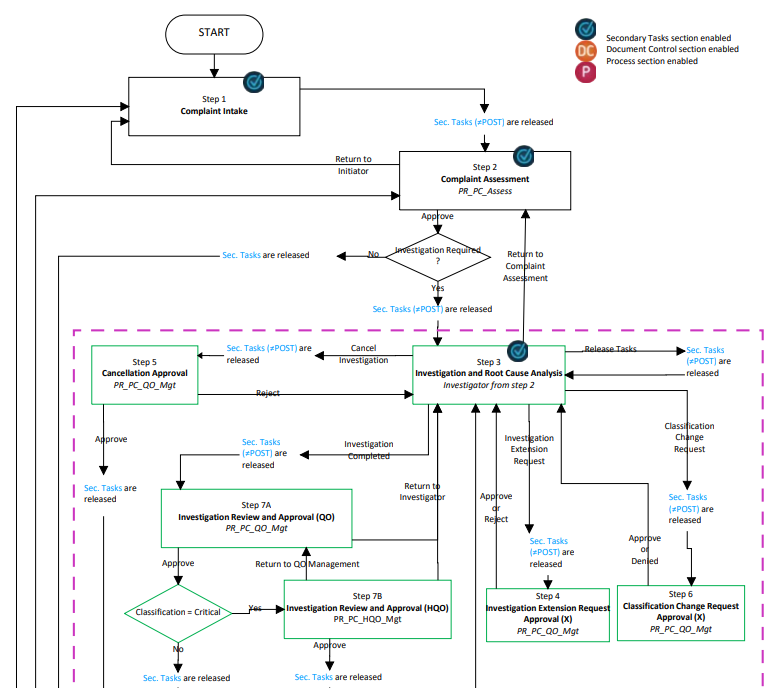 START
Secondary Tasks section enabled
DC
Document Control section enabled
P
Process section enabled
Step 1
Complaint Intake
Sec. Tasks (≠POST) are released
Return to
Initiator
Step 2
Complaint Assessment
PR_PC_Assess
Approve
Investigation Required
?
No
Sec. Tasks are released
Return to
Complaint
Assessment
Yes
Sec. Tasks (≠POST) are released
Step 5
Cancellation Approval
PR_PC_QO_Mgt
Sec. Tasks (≠POST) are
released
Cancel
Investigation
Step 3
Investigation and Root Cause Analysis
Investigator from step 2
Release Tasks
Sec. Tasks
(≠POST) are
released
Reject
Approve
Sec. Tasks are
released
Sec. Tasks
(≠POST) are
released
Investigation
Completed
Return to
Investigator
Investigation
Extension
Request
Classification
Change
Request
Step 7A
Investigation Review and Approval (QO)
PR_PC_QO_Mgt
Approve
or
Reject
Sec. Tasks
(≠POST) are
released
Sec. Tasks
(≠POST) are
released
Approve
or
Denied
Approve
Return to QO Management
Classification = Critical
Yes
Step 7B
Investigation Review and Approval (HQO)
PR_PC_HQO_Mgt
Step 4
Investigation Extension Request
Approval (X)
PR_PC_QO_Mgt
Step 6
Classification Change Request
Approval (X)
PR_PC_QO_Mgt
No
Approve
Sec. Tasks are released
Sec. Tasks are released